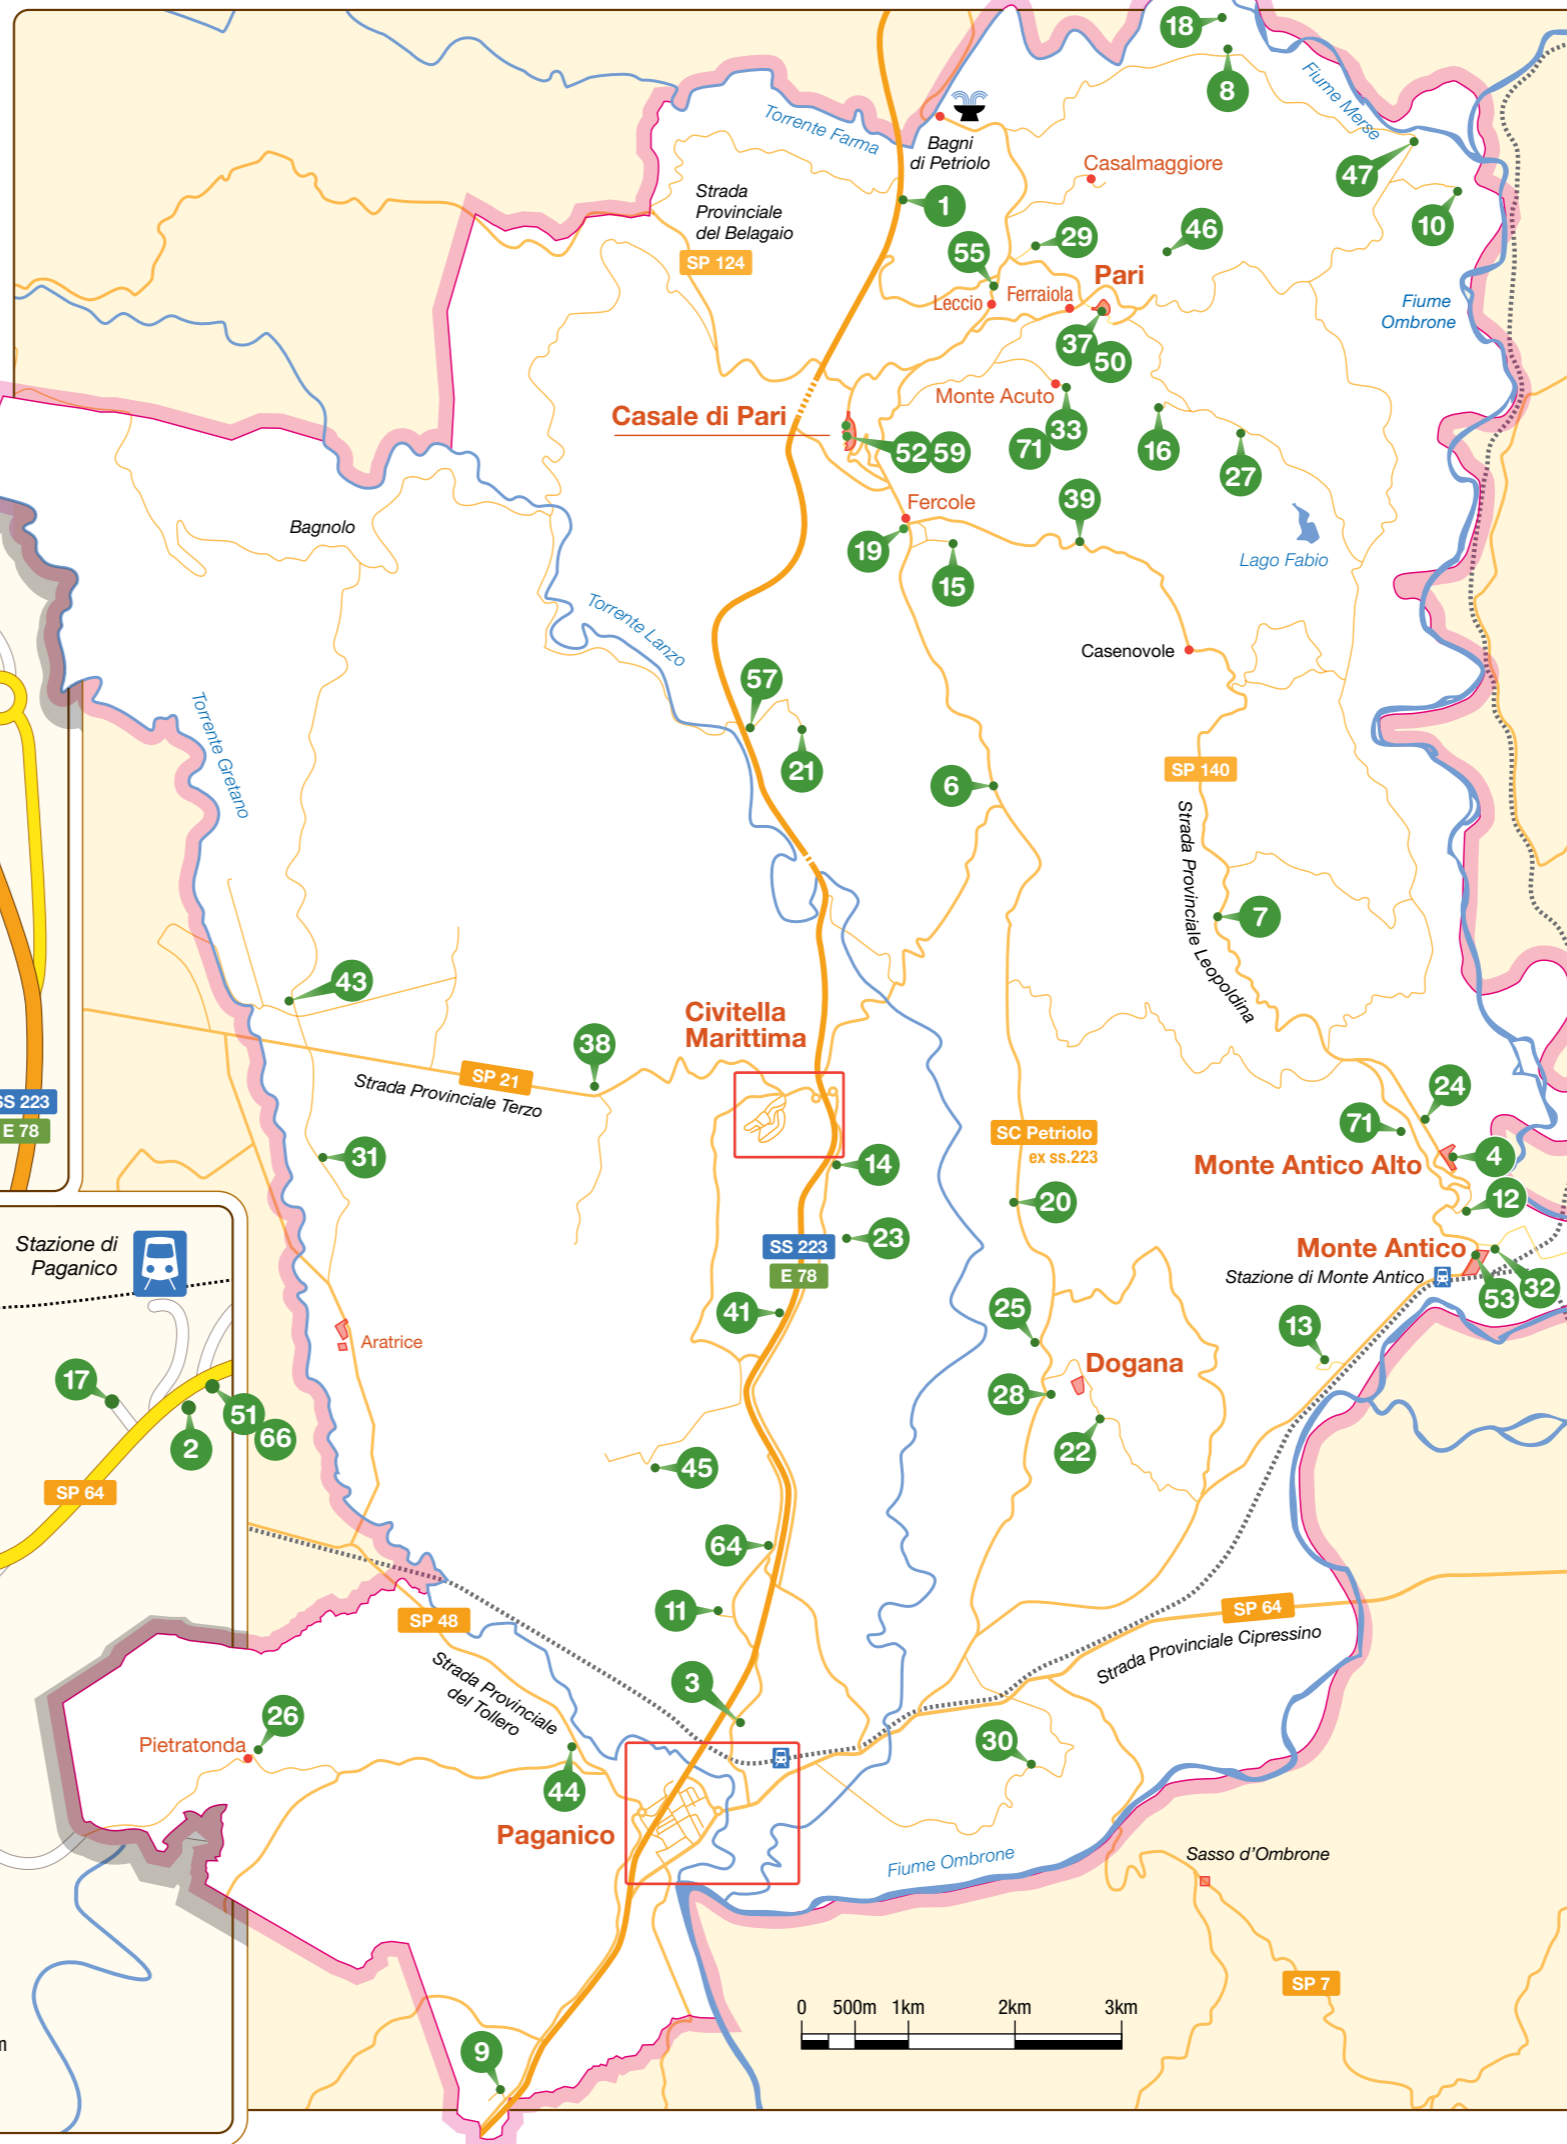 18
8
Fiume Merse
Torrente Farma
Bagni
di Petriolo
Casalmaggiore
47
10
Strada
Provinciale
del Belagaio
SP 124
1
29
46
55
Pari
Leccio
Ferraiola
Fiume
Ombrone
37
50
Monte Acuto
Casale di Pari
33
71
16
27
52
59
39
Fercole
Bagnolo
19
15
Lago Fabio
Torrente Lanzo
Casenovole
57
Torrente Gretano
21
6
SP 140
Strada Provinciale Leopoldina
7
43
Civitella
Marittima
38
SP 21
Strada Provinciale Terzo
SS 223
E 78
24
71
SC Petriolo
ex ss.223
31
14
Monte Antico Alto
4
20
12
Stazione di
Paganico
23
SS 223
E 78
Monte Antico
Stazione di Monte Antico
53
32
41
25
13
Aratrice
Dogana
17
28
51
66
2
22
45
SP 64
64
11
SP 48
SP 64
Strada Provinciale Cipressino
Strada Provinciale
del Tollero
3
26
Pietratonda
30
44
Paganico
Fiume Ombrone
Sasso d'Ombrone
SP 7
0 500m 1km 2km 3km
9
m